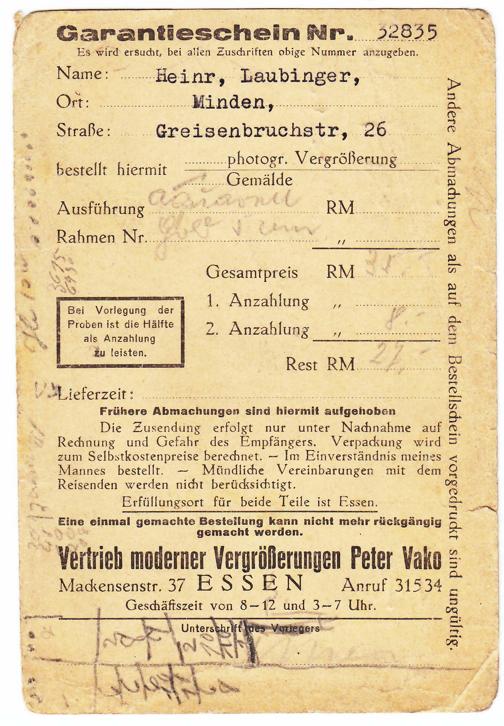 Garantieschein Nr. 32835
Es wird ersucht, bei allen Zuschriften obige Nummer anzugeben.
Name: Heinr, Laubinger,
Ort: Minden,
Straße: Greisenbruchstr, 26
bestellt hiermit photogr. Vergrößerung
Gemälde
Ausführung RM
Rahmen Nr. „
Gesamtpreis RM
1. Anzahlung „
2. Anzahlung „ 8.-
Rest RM 27,-
Bei Vorlegung der
Proben ist die Hälfte
als Anzahlung
zu leisten.
Lieferzeit:
Frühere Abmachungen sind hiermit aufgehoben
Die Zusendung erfolgt nur unter Nachnahme auf
Rechnung und Gefahr des Empfängers. Verpackung wird
zum Selbstkostenpreise berechnet. — Im Einverständnis meines
Mannes bestellt. — Mündliche Vereinbarungen mit dem
Reisenden werden nicht berücksichtigt.
Erfüllungsort für beide Teile ist Essen.
Eine einmal gemachte Bestellung kann nicht mehr rückgängig
gemacht werden.
Vertrieb moderner Vergrößerungen Peter Vako
Mackensenstr. 37 ESSEN Anruf 31534
Geschäftszeit von 8—12 und 3—7 Uhr.
Unterschrift des Vorlegers
Andere Abmachungen als auf dem Bestellschein vorgedruckt sind ungültig.